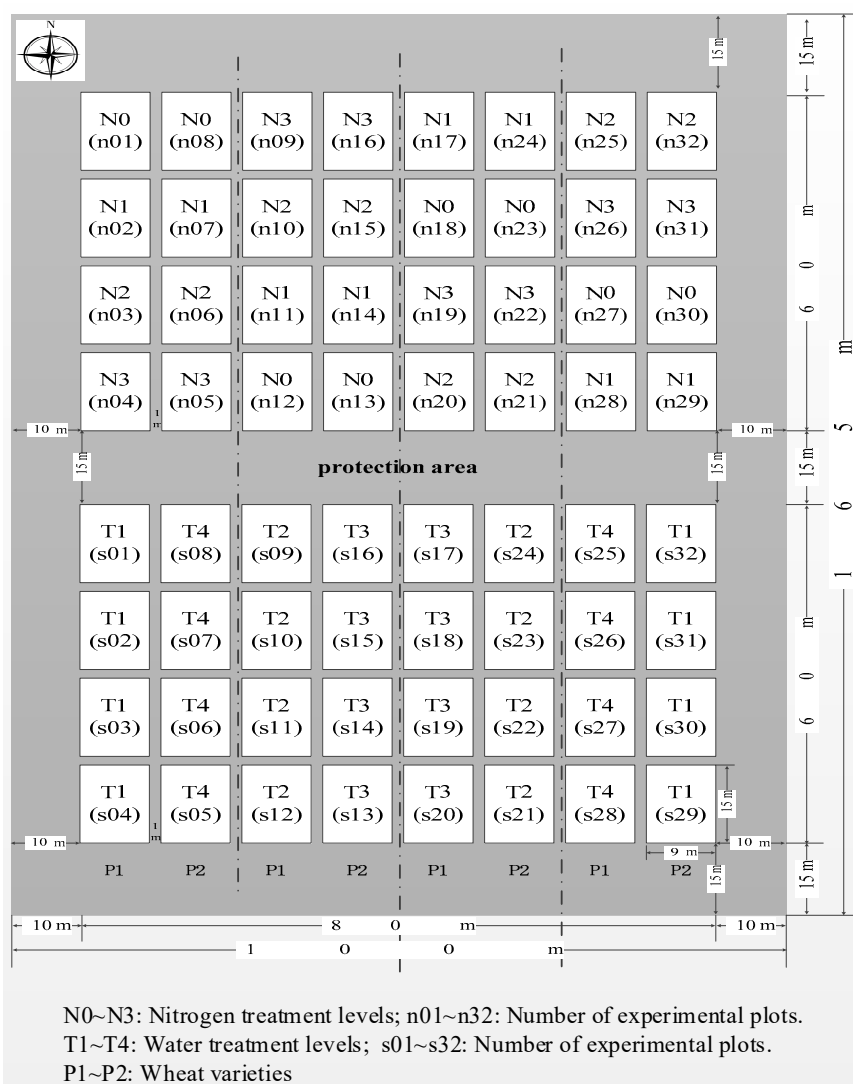 N
15 m
15 m
N0 N0 N3 N3 N1 N1 N2 N2
(n01) (n08) (n09) (n16) (n17) (n24) (n25) (n32)
N1 N1 N2 N2 N0 N0 N3 N3
(n02) (n07) (n10) (n15) (n18) (n23) (n26) (n31)
60 m
N2 N2 N1 N1 N3 N3 N0 N0
(n03) (n06) (n11) (n14) (n19) (n22) (n27) (n30)
N3 N3 N0 N0 N2 N2 N1 N1
(n04) (n05) (n12) (n13) (n20) (n21) (n28) (n29)
1 m
10 m
10 m
165 m
15 m
protection area
15 m
15 m
T1 T4 T2 T3 T3 T2 T4 T1
(s01) (s08) (s09) (s16) (s17) (s24) (s25) (s32)
T1 T4 T2 T3 T3 T2 T4 T1
(s02) (s07) (s10) (s15) (s18) (s23) (s26) (s31)
60 m
T1 T4 T2 T3 T3 T2 T4 T1
(s03) (s06) (s11) (s14) (s19) (s22) (s27) (s30)
T1 T4 T2 T3 T3 T2 T4 T1
(s04) (s05) (s12) (s13) (s20) (s21) (s28) (s29)
1 m
15 m
10 m
9 m
10 m
P1 P2 P1 P2 P1 P2 P1 P2
15 m
15 m
10 m
80 m
10 m
100 m
N0~N3: Nitrogen treatment levels; n01~n32: Number of experimental plots.
T1~T4: Water treatment levels; s01~s32: Number of experimental plots.
P1~P2: Wheat varieties